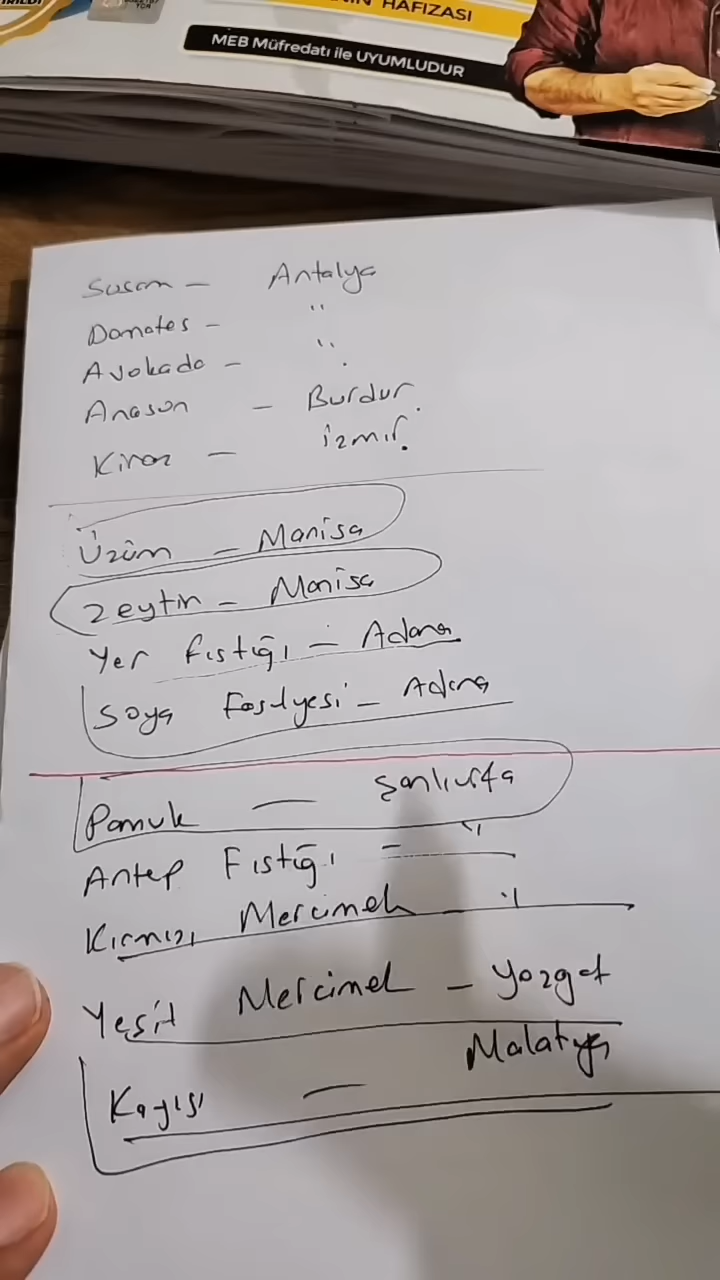 HAFIZASI
MEB Müfredatı ile UYUMLUDUR
Susam - Antalya
Domates - "
Avokado - "
Anason - Burdur
Kiraz - İzmir
Üzüm - Manisa
Zeytin - Manisa
Yer Fıstığı - Adana
Soya Fasulyesi - Adana
Pamuk - Şanlıurfa
Antep Fıstığı - "
Kırmızı Mercimek - "
Yeşil Mercimek - Yozgat
Kayısı - Malatya